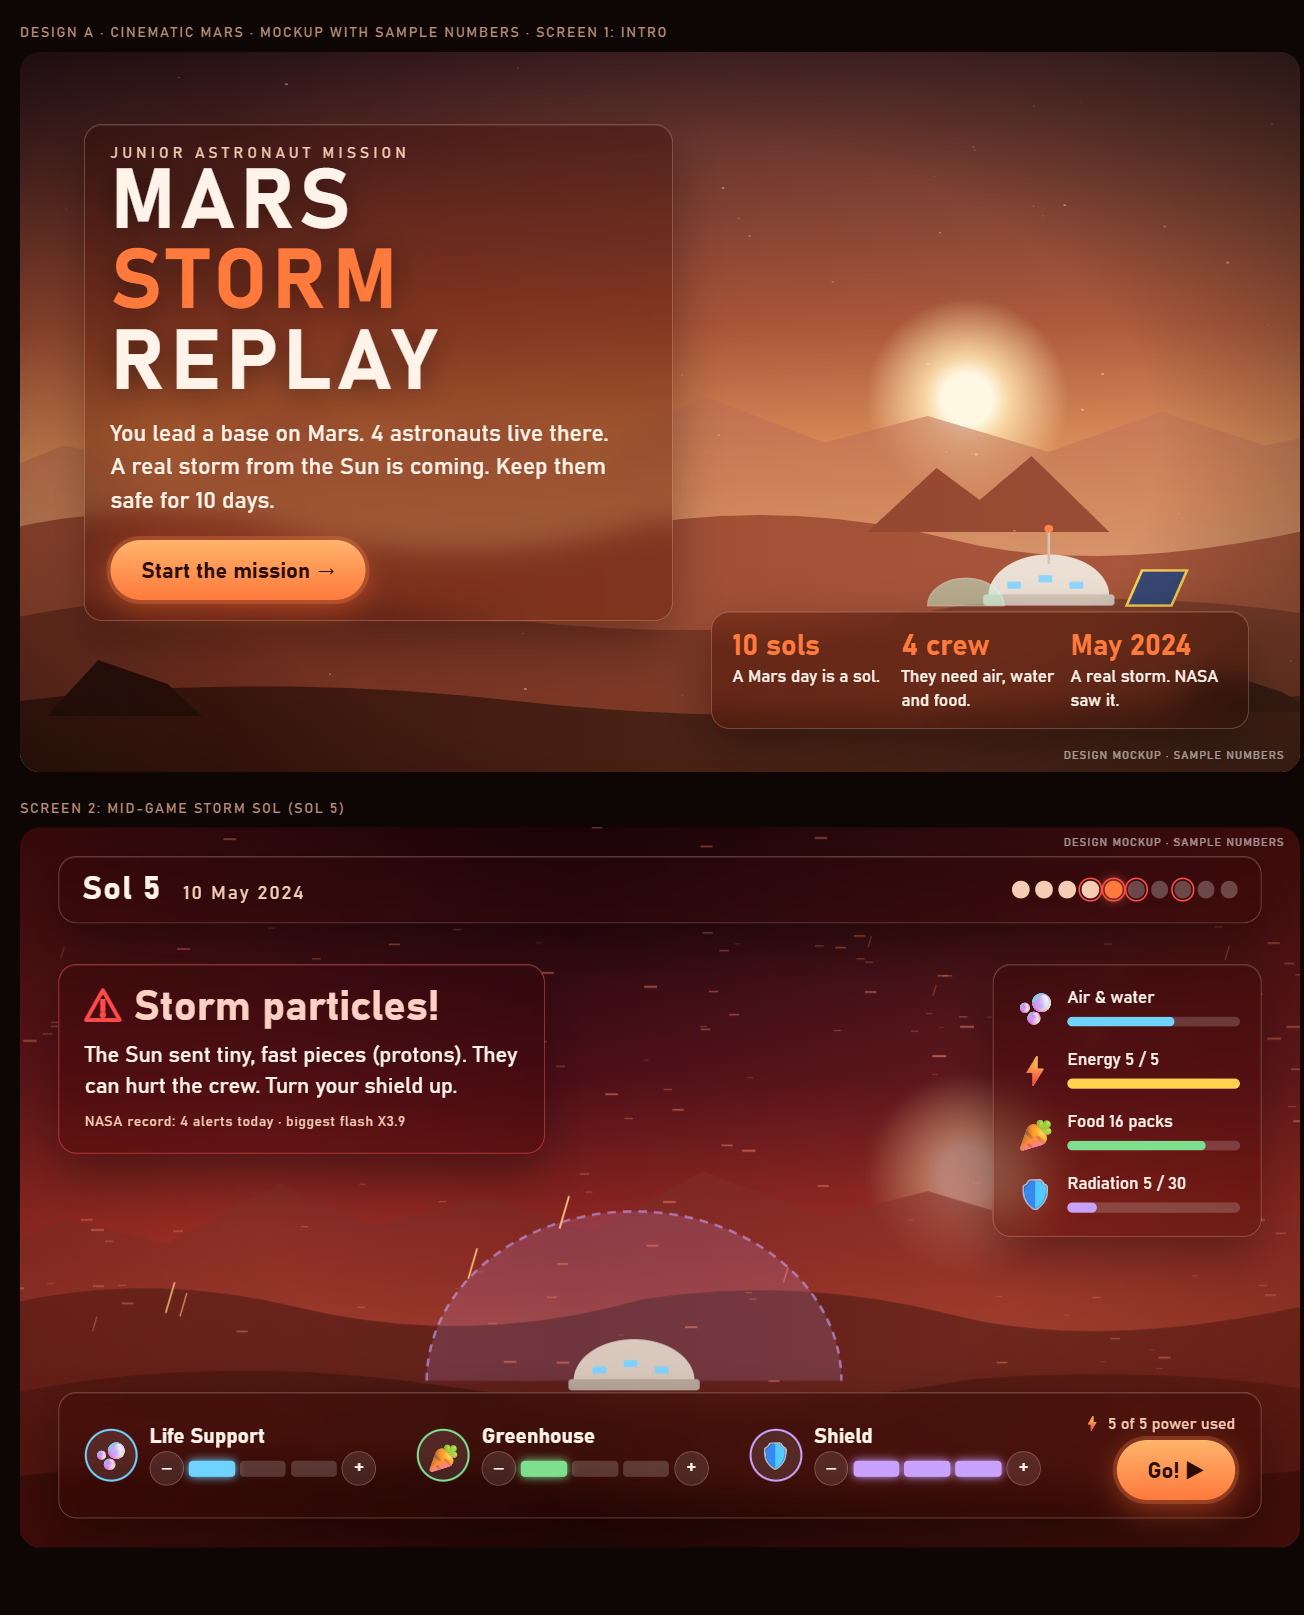 DESIGN A · CINEMATIC MARS · MOCKUP WITH SAMPLE NUMBERS · SCREEN 1: INTRO
JUNIOR ASTRONAUT MISSION
MARS
STORM
REPLAY
You lead a base on Mars. 4 astronauts live there.
A real storm from the Sun is coming. Keep them
safe for 10 days.
Start the mission →
10 sols
A Mars day is a sol.
4 crew
They need air, water
and food.
May 2024
A real storm. NASA
saw it.
DESIGN MOCKUP · SAMPLE NUMBERS
SCREEN 2: MID-GAME STORM SOL (SOL 5)
DESIGN MOCKUP · SAMPLE NUMBERS
Sol 5 10 May 2024
Storm particles!
The Sun sent tiny, fast pieces (protons). They
can hurt the crew. Turn your shield up.
NASA record: 4 alerts today · biggest flash X3.9
Air & water
Energy 5 / 5
Food 16 packs
Radiation 5 / 30
Life Support
− +
Greenhouse
− +
Shield
− +
5 of 5 power used
Go! ▶